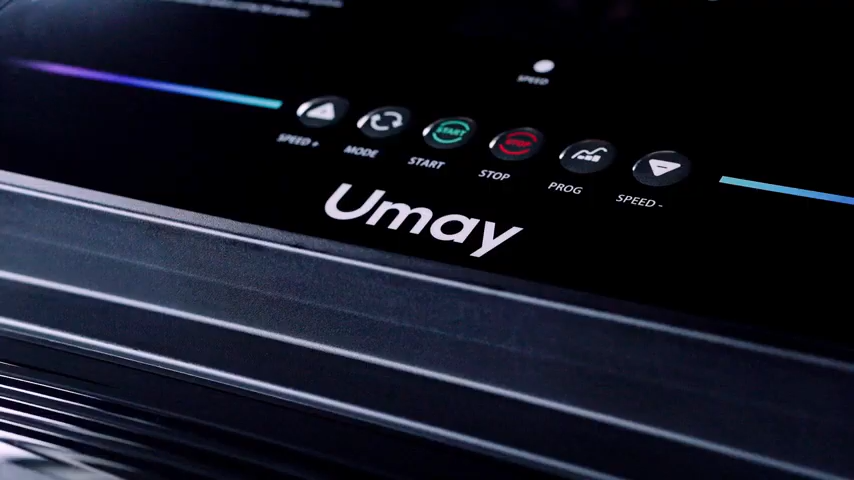 SPEED
START
STOP
SPEED +
MODE
START
STOP
PROG
SPEED -
Umay